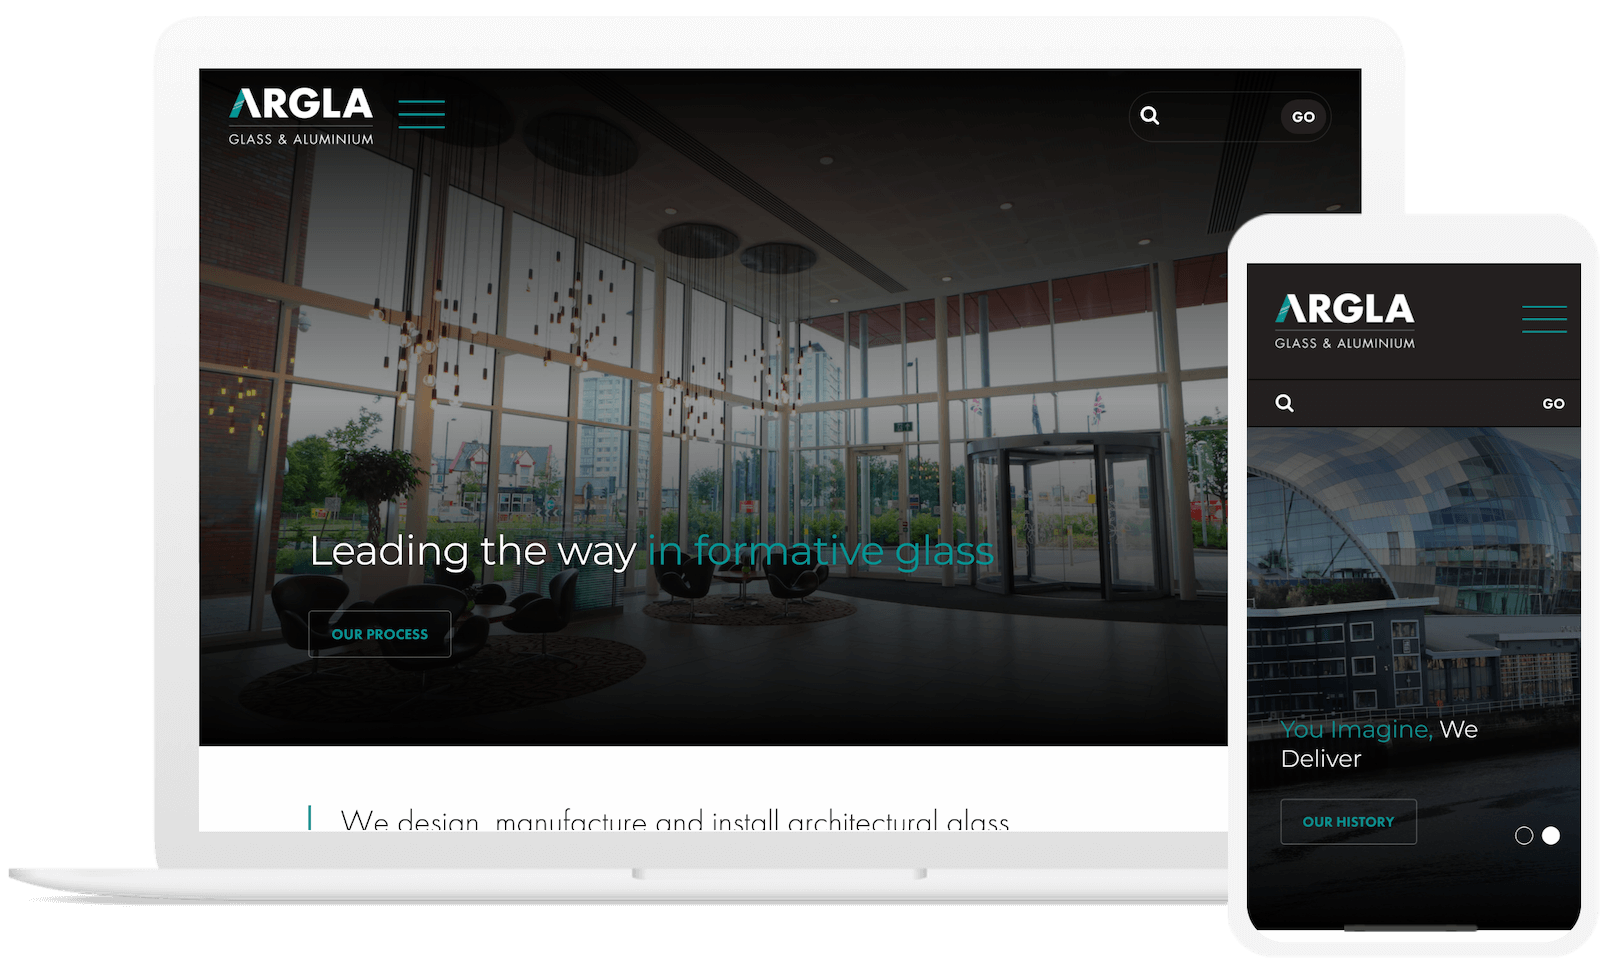 ARGLA
GLASS & ALUMINIUM
GO
Leading the way in formative glass
OUR PROCESS
We design, manufacture and install architectural glass
ARGLA
GLASS & ALUMINIUM
GO
You Imagine, We
Deliver
OUR HISTORY